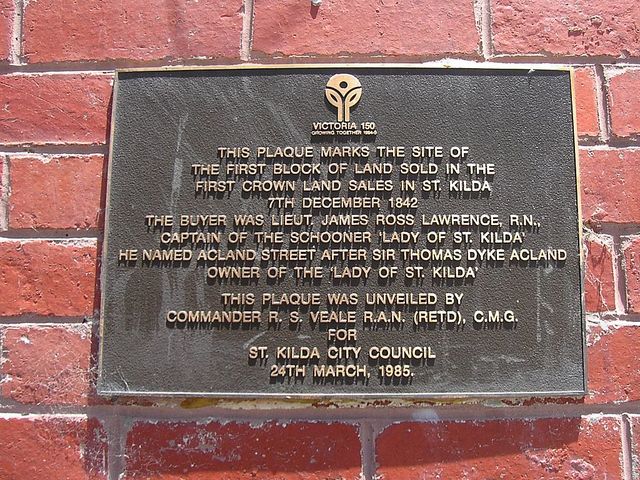 VICTORIA 150
GROWING TOGETHER 1984-5
THIS PLAQUE MARKS THE SITE OF
THE FIRST BLOCK OF LAND SOLD IN THE
FIRST CROWN LAND SALES IN ST. KILDA
7TH DECEMBER 1842
THE BUYER WAS LIEUT. JAMES ROSS LAWRENCE, R.N.,
CAPTAIN OF THE SCHOONER 'LADY OF ST. KILDA'
HE NAMED ACLAND STREET AFTER SIR THOMAS DYKE ACLAND
OWNER OF THE 'LADY OF ST. KILDA'
THIS PLAQUE WAS UNVEILED BY
COMMANDER R. S. VEALE R.A.N. (RETD), C.M.G.
FOR
ST. KILDA CITY COUNCIL
24TH MARCH, 1985.